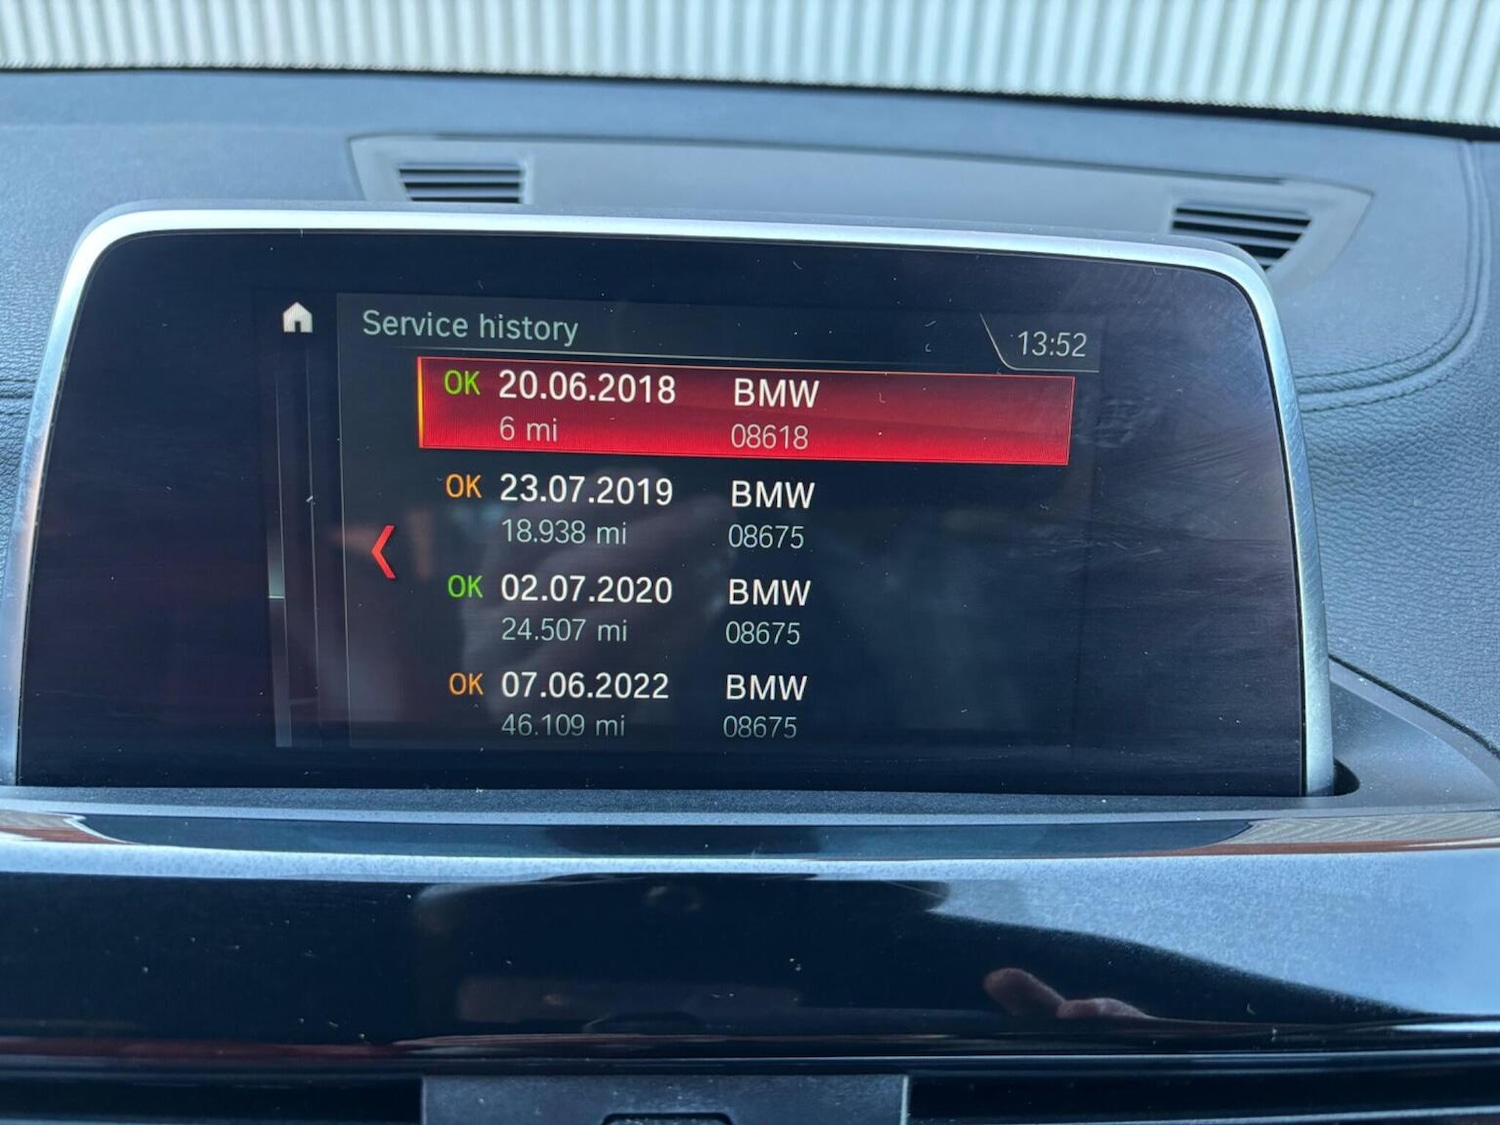 Service history
13:52
OK 20.06.2018 BMW
6 mi 08618
OK 23.07.2019 BMW
18.938 mi 08675
OK 02.07.2020 BMW
24.507 mi 08675
OK 07.06.2022 BMW
46.109 mi 08675